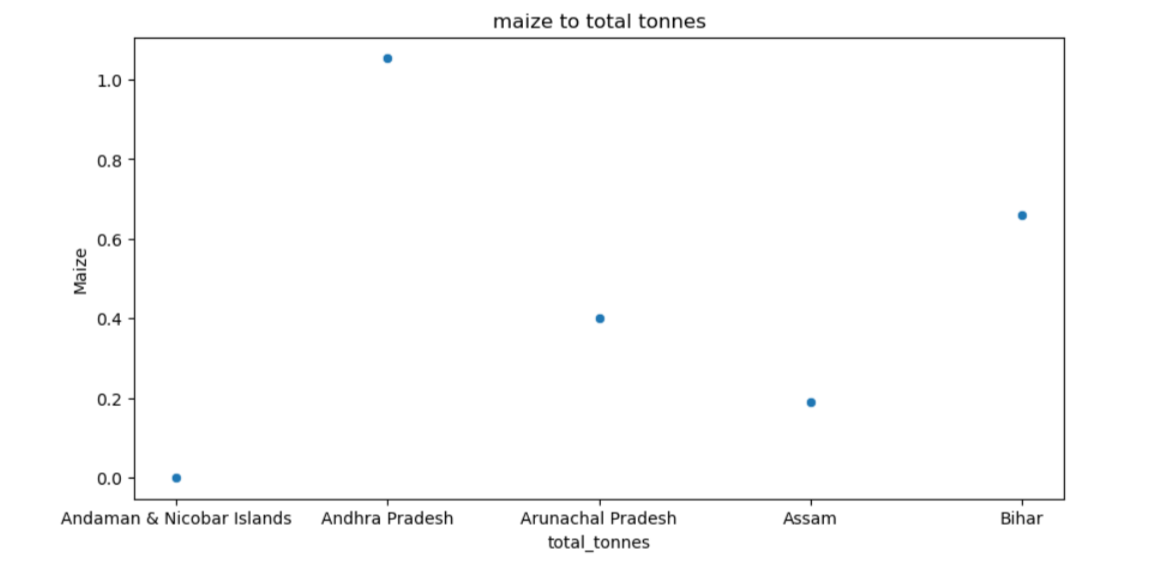 maize to total tonnes
1.0
0.8
0.6
0.4
0.2
0.0
Maize
Andaman & Nicobar Islands Andhra Pradesh Arunachal Pradesh Assam Bihar
total_tonnes